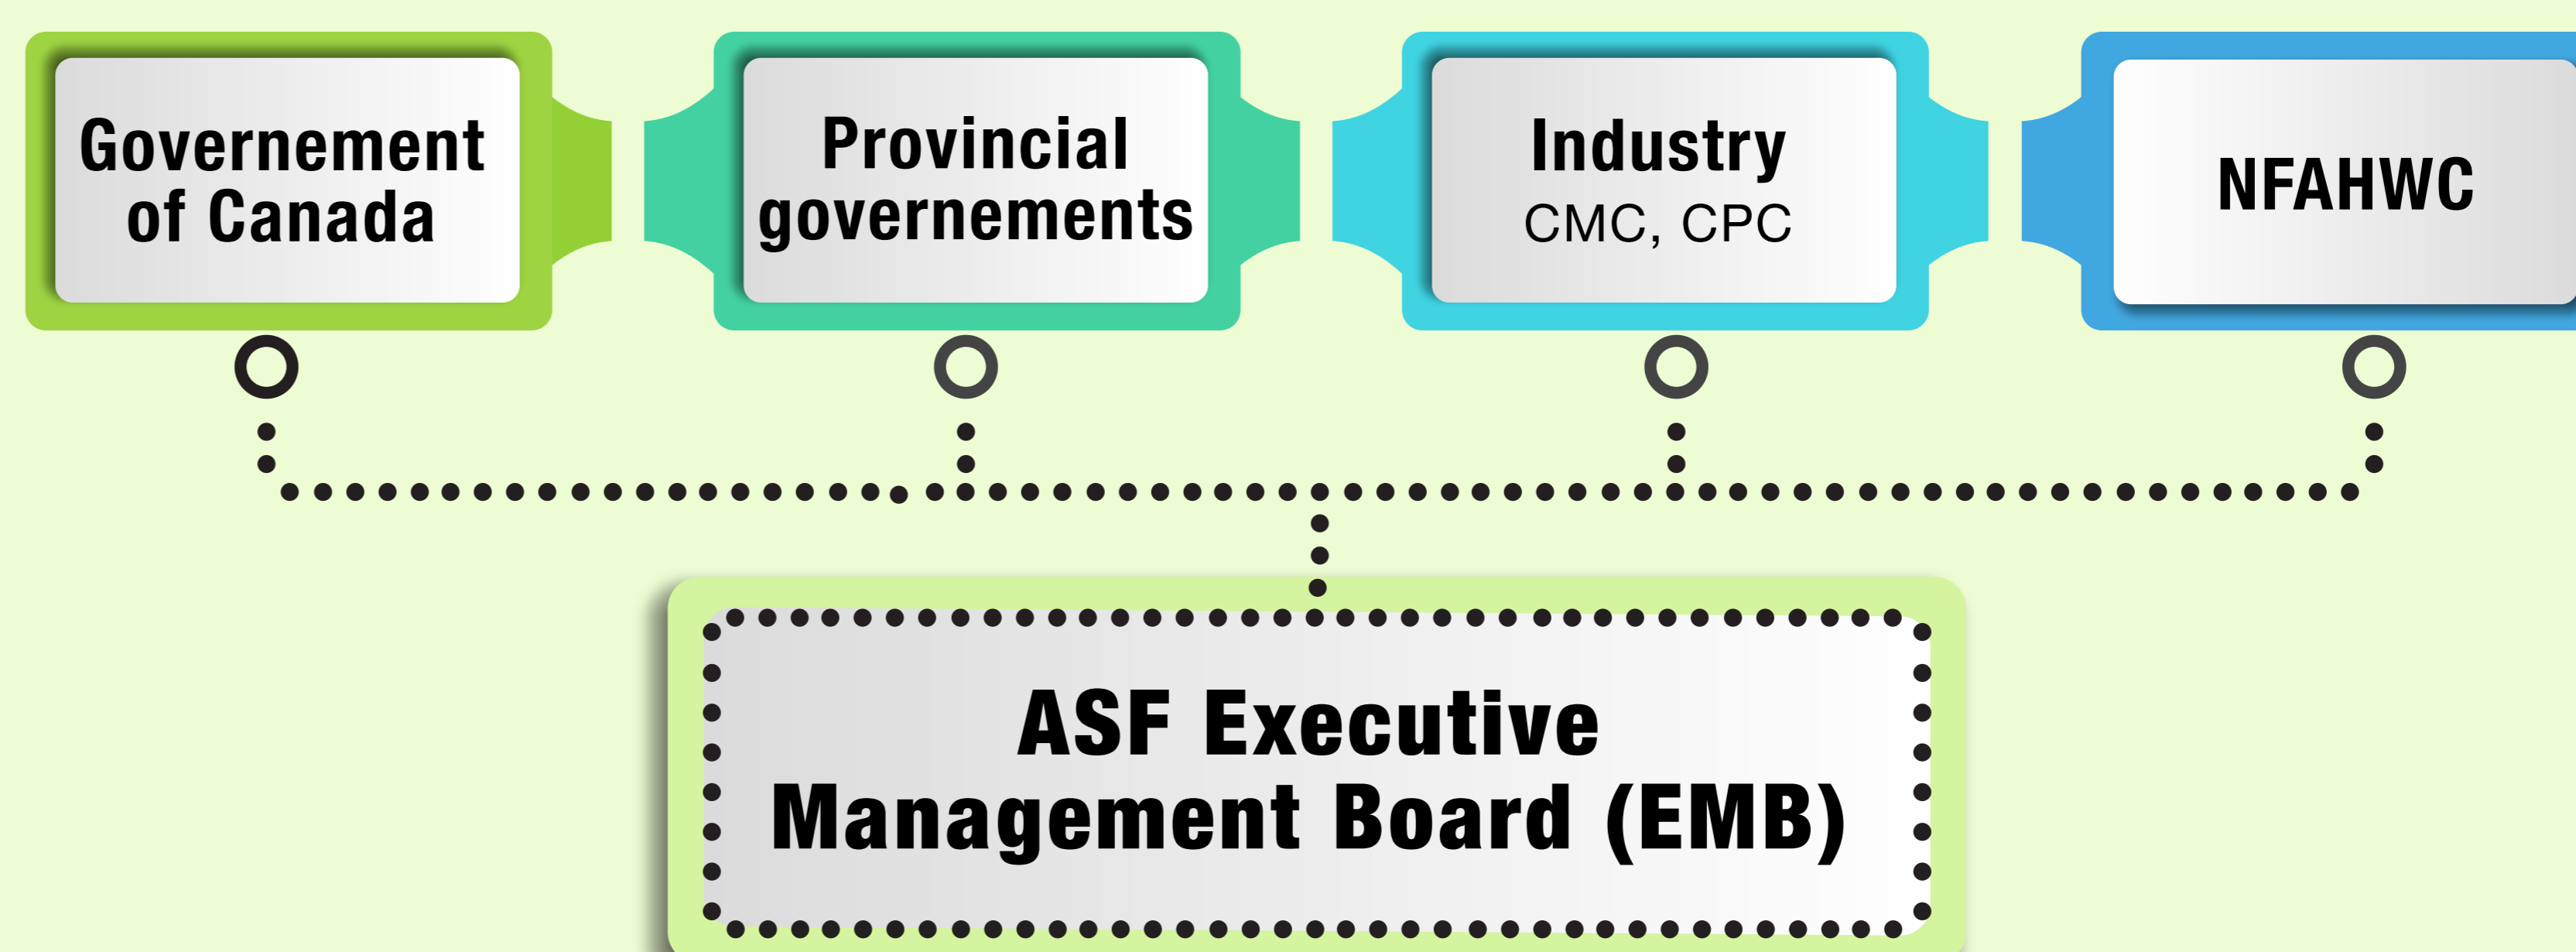 Governement
of Canada
Provincial
governements
Industry
CMC, CPC
NFAHWC
ASF Executive
Management Board (EMB)